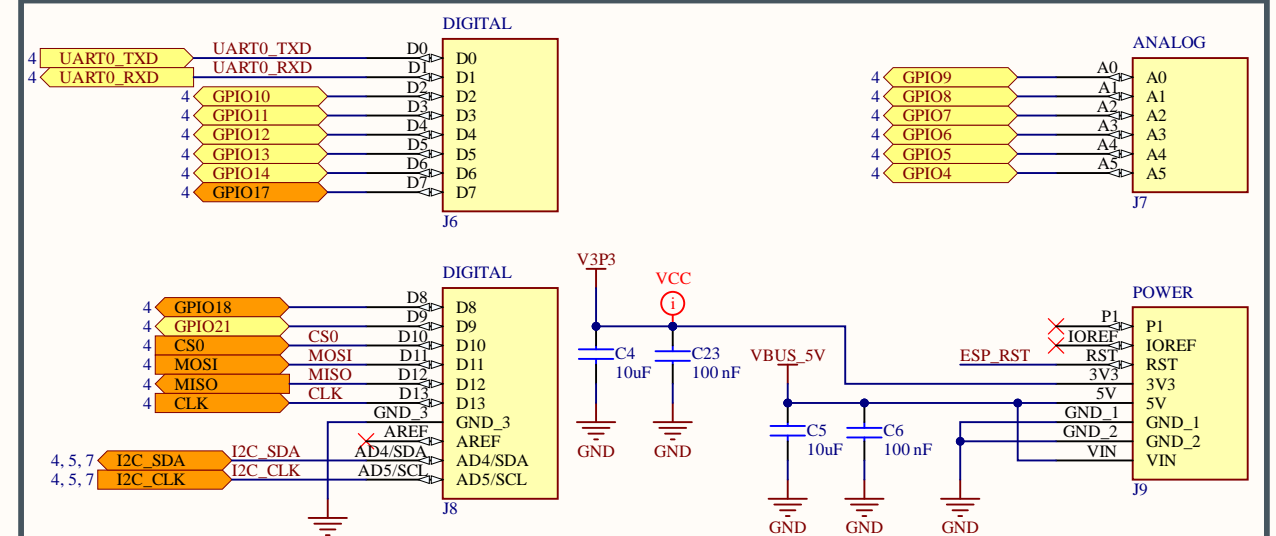 DIGITAL
4 UART0_TXD UART0_TXD D0 D0
4 UART0_RXD UART0_RXD D1 D1
4 GPIO10 D2 D2
4 GPIO11 D3 D3
4 GPIO12 D4 D4
4 GPIO13 D5 D5
4 GPIO14 D6 D6
4 GPIO17 D7 D7
J6
ANALOG
4 GPIO9 A0 A0
4 GPIO8 A1 A1
4 GPIO7 A2 A2
4 GPIO6 A3 A3
4 GPIO5 A4 A4
4 GPIO4 A5 A5
J7
DIGITAL
4 GPIO18 D8 D8
4 GPIO21 D9 D9
4 CS0 CS0 D10 D10
4 MOSI MOSI D11 D11
4 MISO MISO D12 D12
4 CLK CLK D13 D13
GND_3 GND_3
AREF AREF
4, 5, 7 I2C_SDA I2C_SDA AD4/SDA AD4/SDA
4, 5, 7 I2C_CLK I2C_CLK AD5/SCL AD5/SCL
J8
V3P3
VCC
i
C4
10uF
C23
100 nF
GND
GND
VBUS_5V
C5
10uF
C6
100 nF
GND
GND
GND
POWER
P1 P1
IOREF IOREF
ESP_RST RST RST
3V3 3V3
5V 5V
GND_1 GND_1
GND_2 GND_2
VIN VIN
J9